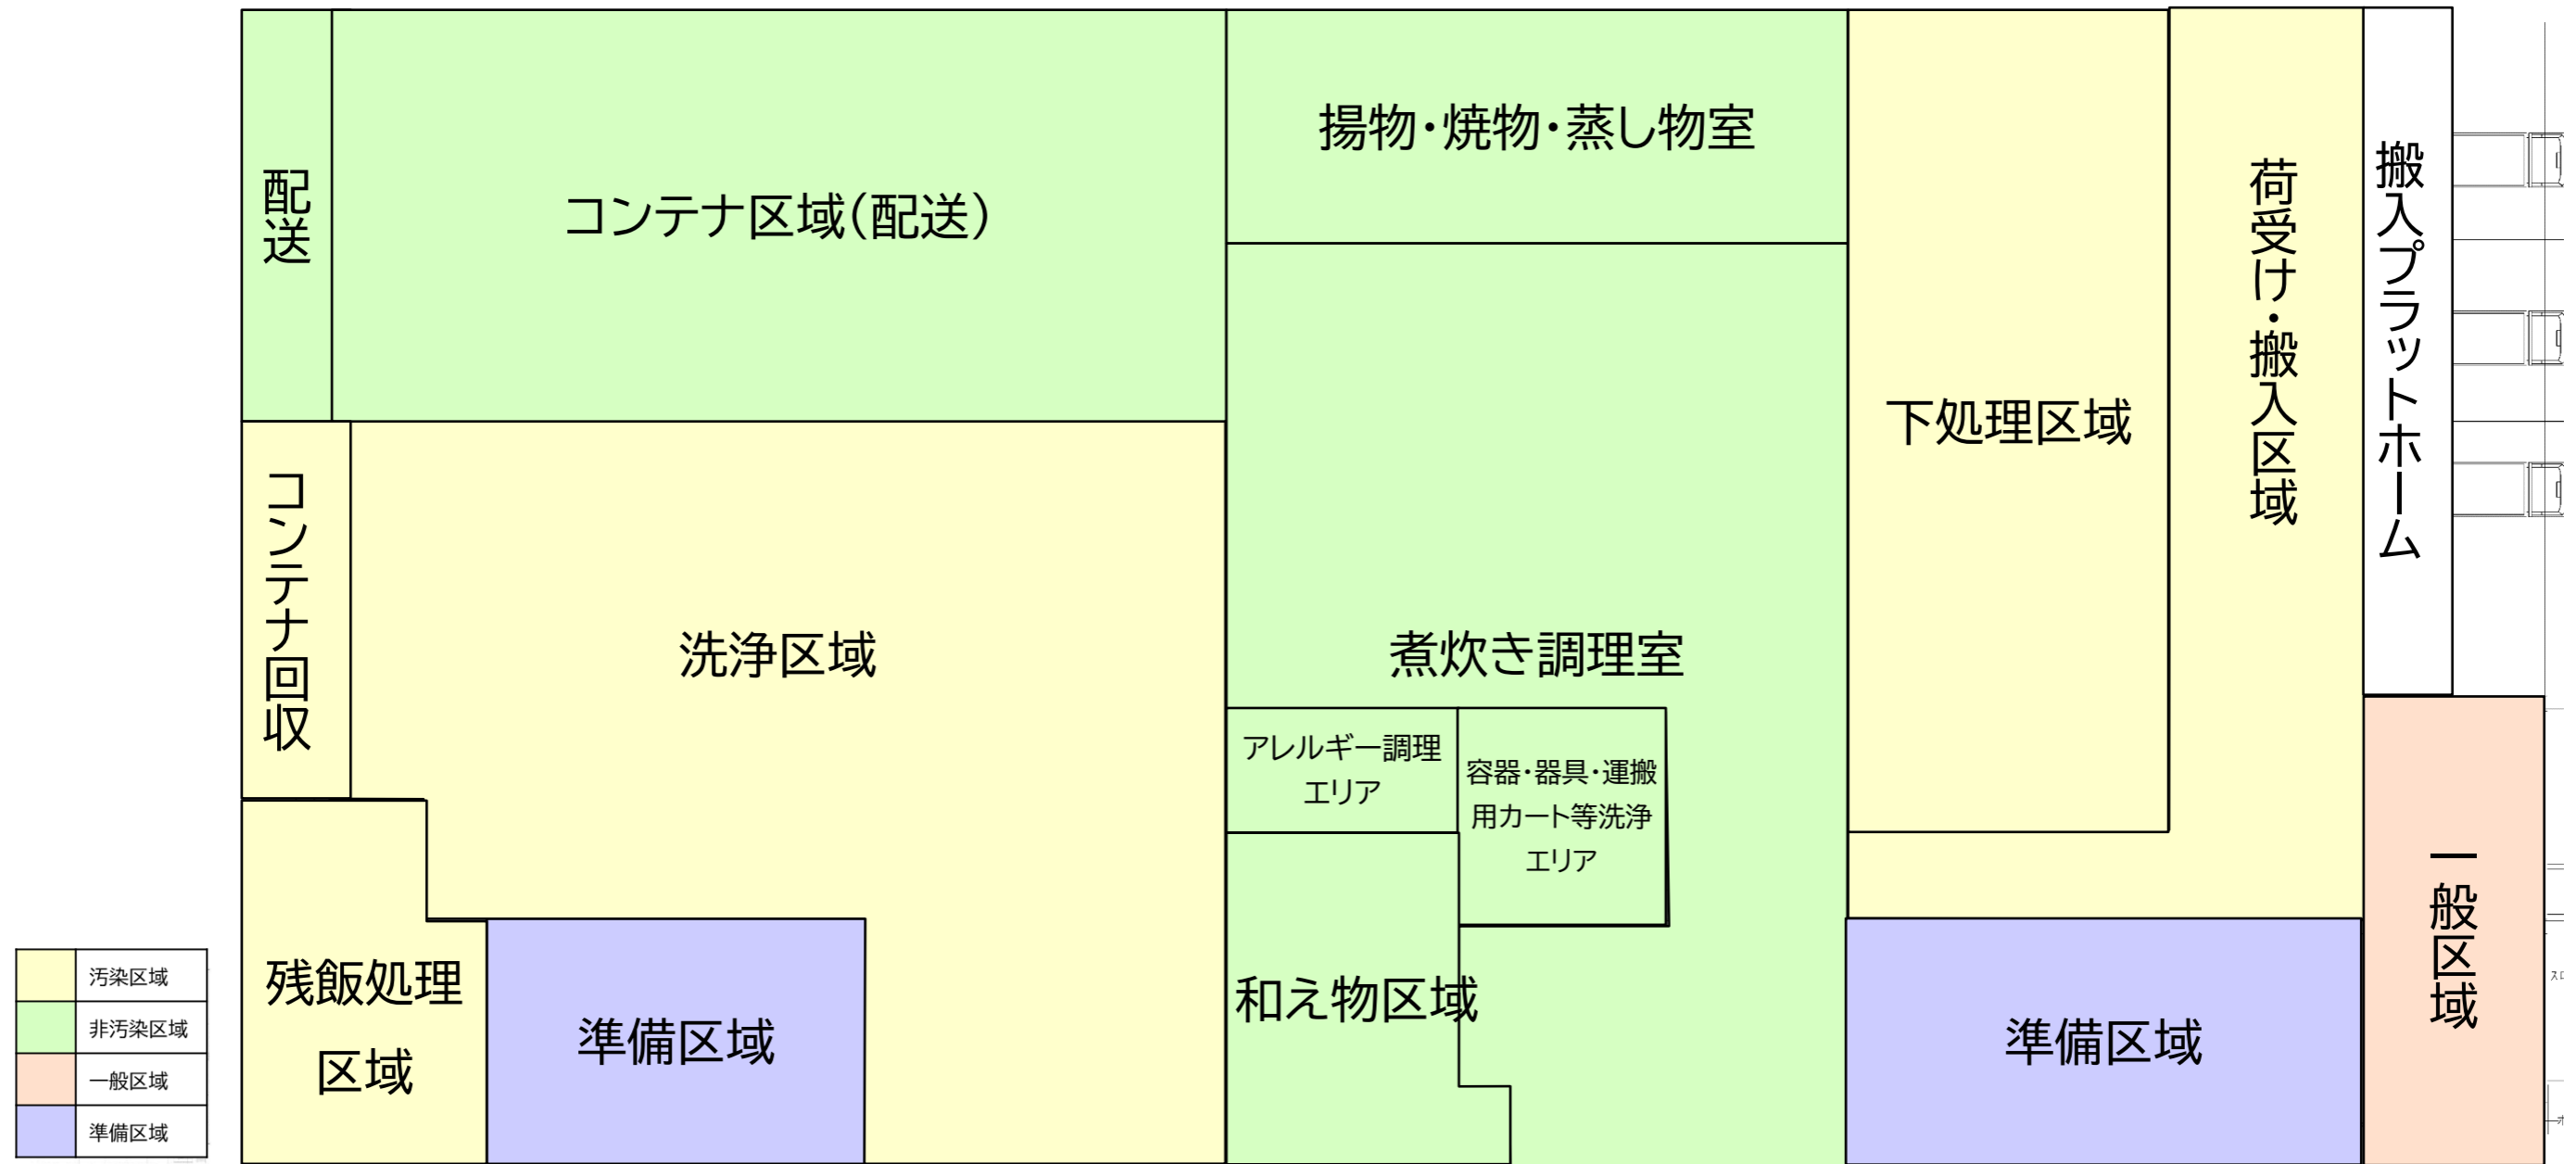 配送
コンテナ区域(配送)
揚物・焼物・蒸し物室
下処理区域
荷受け・搬入区域
搬入プラットホーム
コンテナ回収
洗浄区域
煮炊き調理室
アレルギー調理
エリア
容器・器具・運搬
用カート等洗浄
エリア
和え物区域
残飯処理
区域
準備区域
準備区域
一般区域
汚染区域
非汚染区域
一般区域
準備区域